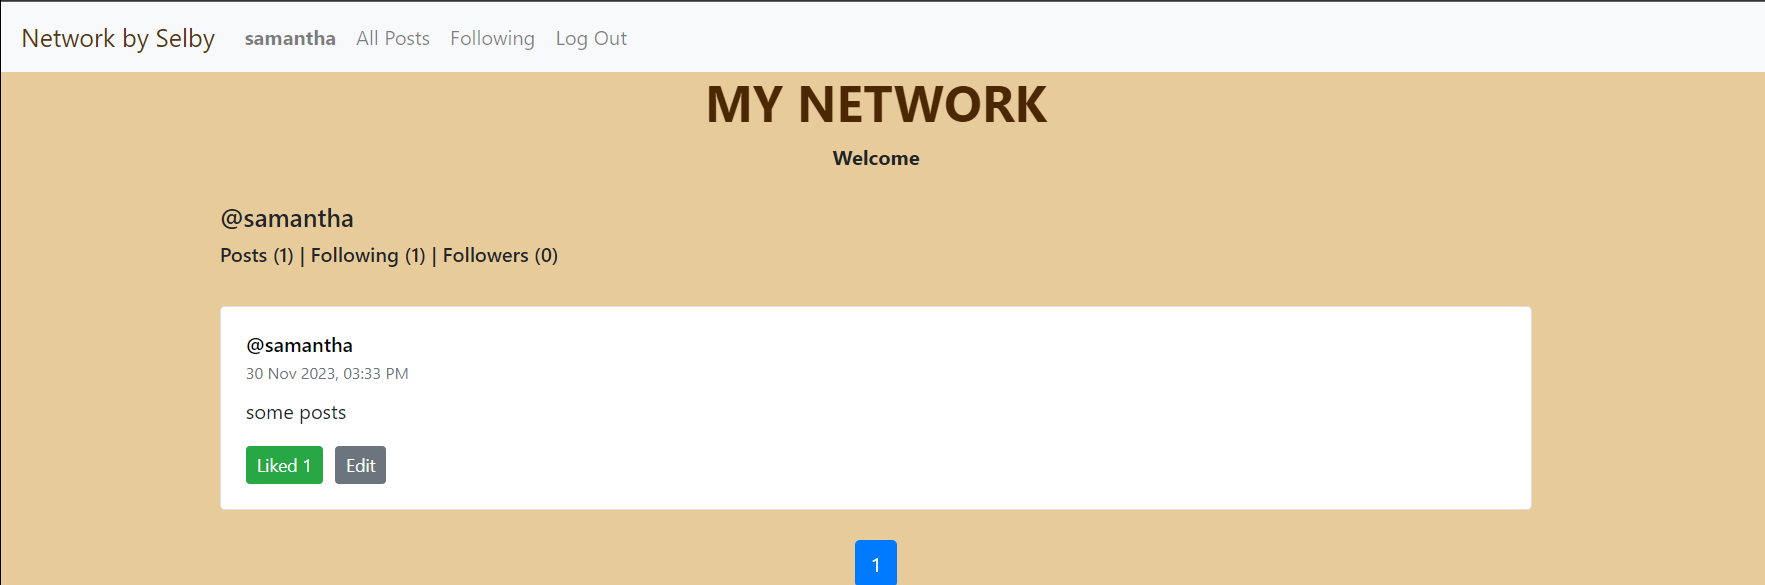 Network by Selby samantha All Posts Following Log Out
MY NETWORK
Welcome
@samantha
Posts (1) | Following (1) | Followers (0)
@samantha
30 Nov 2023, 03:33 PM
some posts
Liked 1 Edit
1